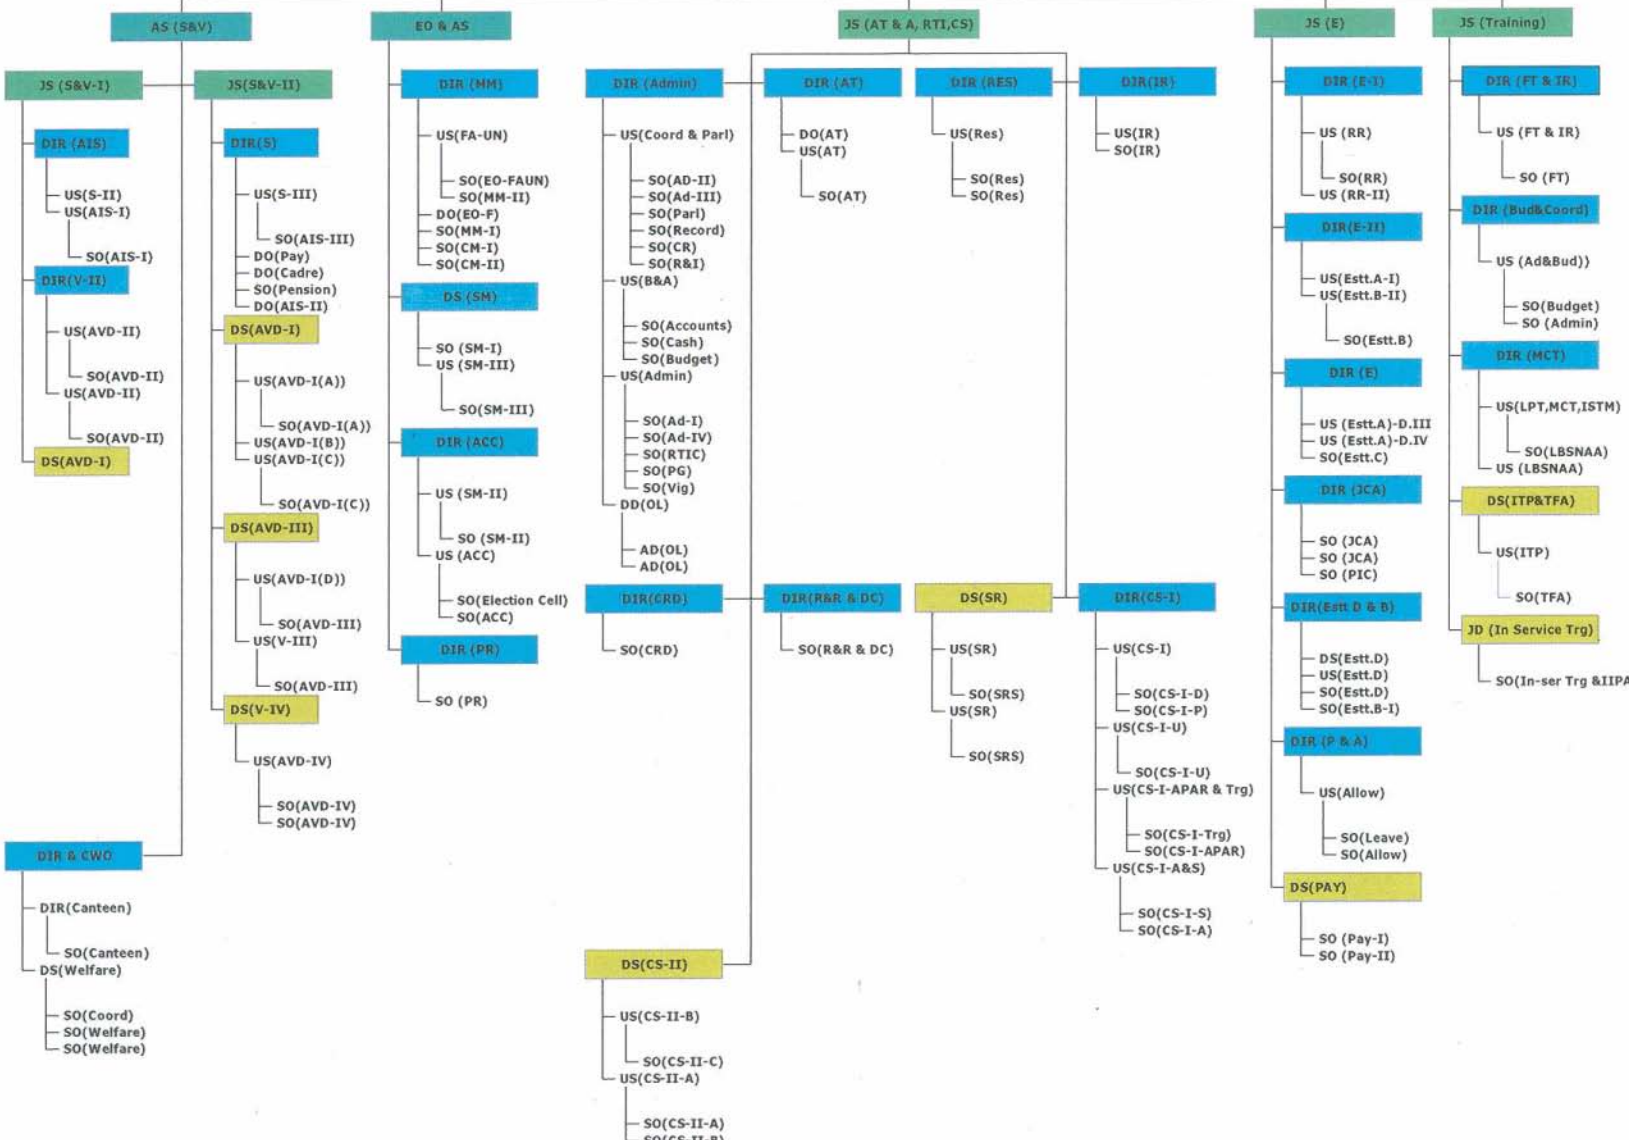 AS (S&V)
JS (S&V-I)
DIR (AIS)
US(S-II)
US(AIS-I)
SO(AIS-I)
DIR(V-II)
US(AVD-II)
SO(AVD-II)
US(AVD-II)
SO(AVD-II)
DS(AVD-I)
JS(S&V-II)
DIR(S)
US(S-III)
SO(AIS-III)
DO(Pay)
DO(Cadre)
SO(Pension)
DO(AIS-II)
DS(AVD-I)
US(AVD-I(A))
SO(AVD-I(A))
US(AVD-I(B))
US(AVD-I(C))
SO(AVD-I(C))
DS(AVD-III)
US(AVD-I(D))
SO(AVD-III)
US(V-III)
SO(AVD-III)
DS(V-IV)
US(AVD-IV)
SO(AVD-IV)
SO(AVD-IV)
DIR & CWO
DIR(Canteen)
SO(Canteen)
DS(Welfare)
SO(Coord)
SO(Welfare)
SO(Welfare)
EO & AS
DIR (MM)
US(FA-UN)
SO(EO-FAUN)
SO(MM-II)
DO(EO-F)
SO(MM-I)
SO(CM-I)
SO(CM-II)
DS (SM)
SO (SM-I)
US (SM-III)
SO(SM-III)
DIR (ACC)
US (SM-II)
SO (SM-II)
US (ACC)
SO(Election Cell)
SO(ACC)
DIR (PR)
SO (PR)
JS (AT & A, RTI,CS)
DIR (Admin)
US(Coord & Parl)
SO(AD-II)
SO(Ad-III)
SO(Parl)
SO(Record)
SO(CR)
SO(R&I)
US(B&A)
SO(Accounts)
SO(Cash)
SO(Budget)
US(Admin)
SO(Ad-I)
SO(Ad-IV)
SO(RTIC)
SO(PG)
SO(Vig)
DD(OL)
AD(OL)
AD(OL)
DIR (AT)
DO(AT)
US(AT)
SO(AT)
DIR (RES)
US(Res)
SO(Res)
SO(Res)
DIR(IR)
US(IR)
SO(IR)
DIR(CRD)
SO(CRD)
DIR(R&R & DC)
SO(R&R & DC)
DS(SR)
US(SR)
SO(SRS)
US(SR)
SO(SRS)
DIR(CS-I)
US(CS-I)
SO(CS-I-D)
SO(CS-I-P)
US(CS-I-U)
SO(CS-I-U)
US(CS-I-APAR & Trg)
SO(CS-I-Trg)
SO(CS-I-APAR)
US(CS-I-A&S)
SO(CS-I-S)
SO(CS-I-A)
DS(CS-II)
US(CS-II-B)
SO(CS-II-C)
US(CS-II-A)
SO(CS-II-A)
SO(CS-II-B)
JS (E)
DIR (E-I)
US (RR)
SO(RR)
US (RR-II)
DIR(E-II)
US(Estt.A-I)
US(Estt.B-II)
SO(Estt.B)
DIR (E)
US (Estt.A)-D.III
US (Estt.A)-D.IV
SO(Estt.C)
DIR (JCA)
SO (JCA)
SO (JCA)
SO (PIC)
DIR(Estt D & B)
DS(Estt.D)
US(Estt.D)
SO(Estt.D)
SO(Estt.B-I)
DIR (P & A)
US(Allow)
SO(Leave)
SO(Allow)
DS(PAY)
SO (Pay-I)
SO (Pay-II)
JS (Training)
DIR (FT & IR)
US (FT & IR)
SO (FT)
DIR (Bud&Coord)
US (Ad&Bud))
SO(Budget)
SO (Admin)
DIR (MCT)
US(LPT,MCT,ISTM)
SO(LBSNAA)
US (LBSNAA)
DS(ITP&TFA)
US(ITP)
SO(TFA)
JD (In Service Trg)
SO(In-ser Trg &IIPA